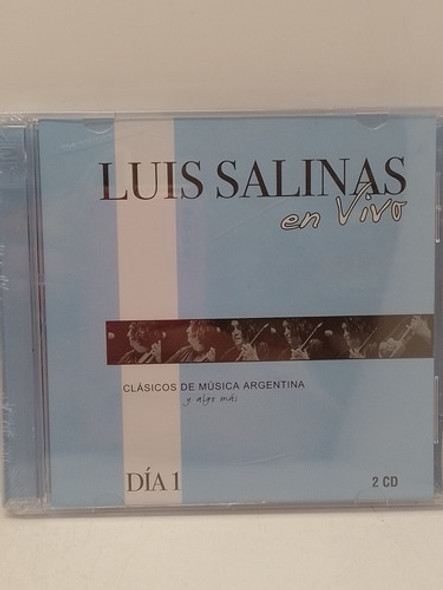 LUIS SALINAS
en Vivo
CLÁSICOS DE MÚSICA ARGENTINA
y algo más
DÍA 1
2 CD